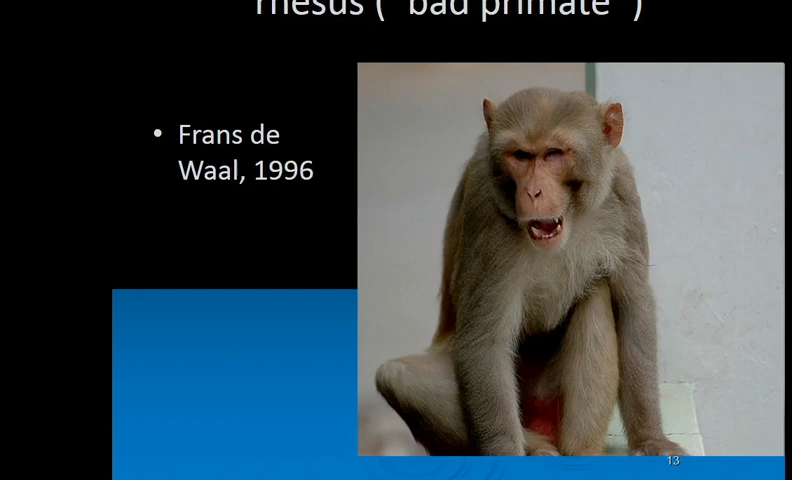 rhesus ("bad primate")
• Frans de
Waal, 1996
13